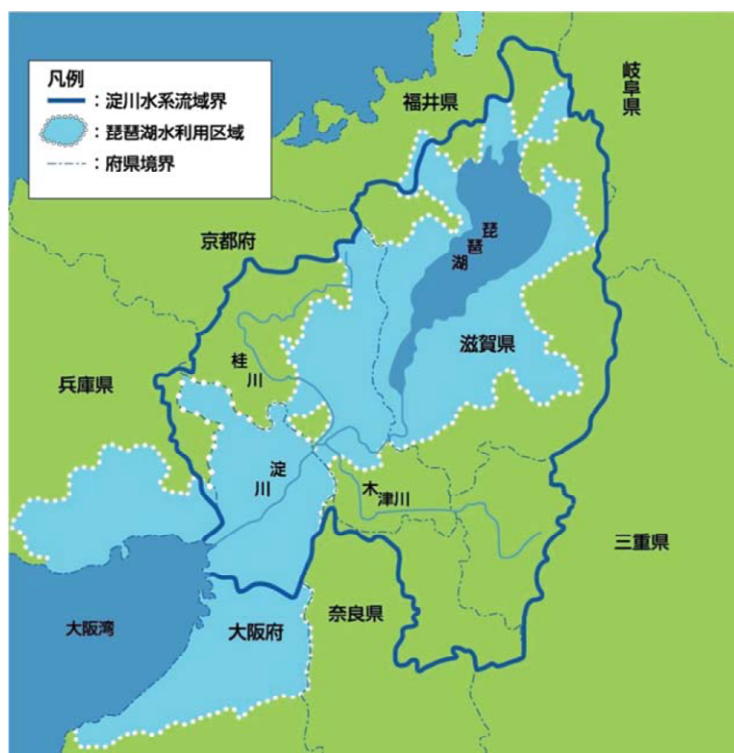 凡例
：淀川水系流域界
：琵琶湖水利用区域
：府県境界
福井県
岐阜県
京都府
琵琶湖
滋賀県
桂川
兵庫県
淀川
木津川
三重県
奈良県
大阪湾
大阪府